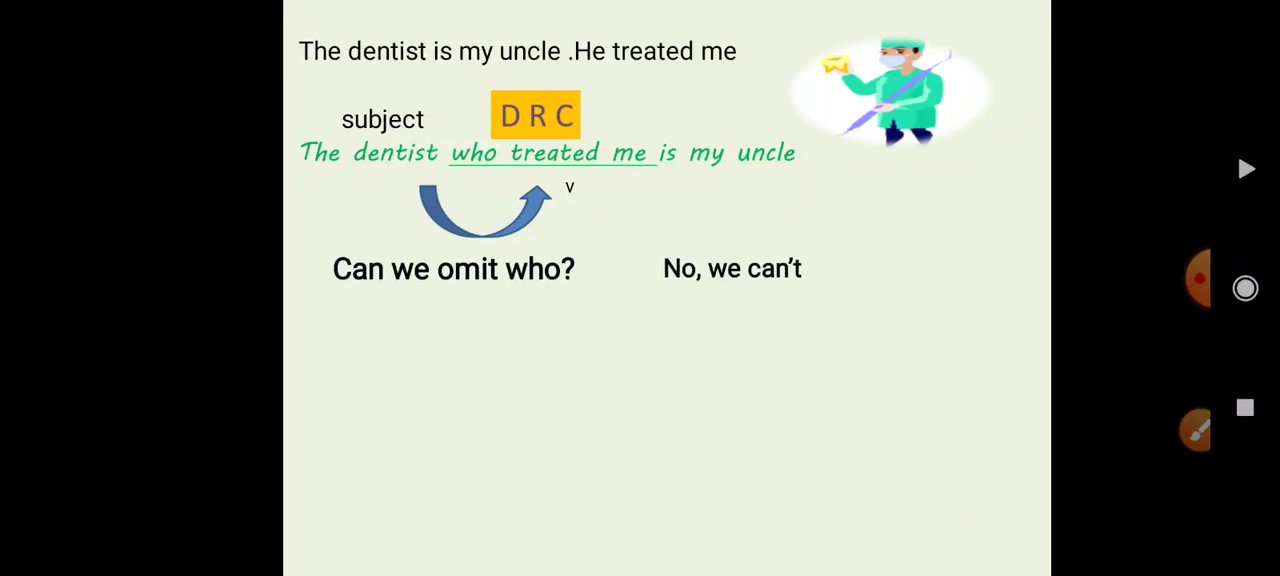 The dentist is my uncle .He treated me
subject
D R C
The dentist who treated me is my uncle
v
Can we omit who?
No, we can't